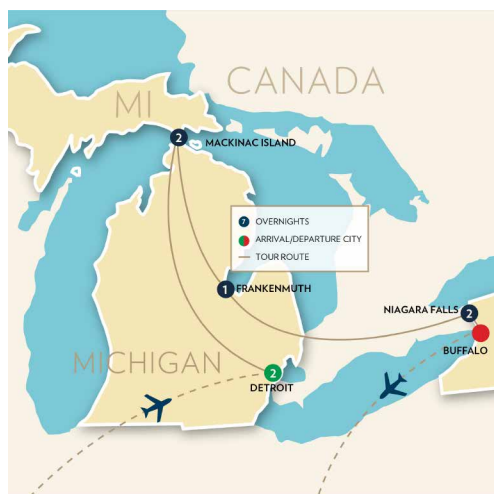 CANADA
MI
2
MACKINAC ISLAND
7 OVERNIGHTS
ARRIVAL/DEPARTURE CITY
TOUR ROUTE
1 FRANKENMUTH
NIAGARA FALLS 2
BUFFALO
MICHIGAN
2
DETROIT